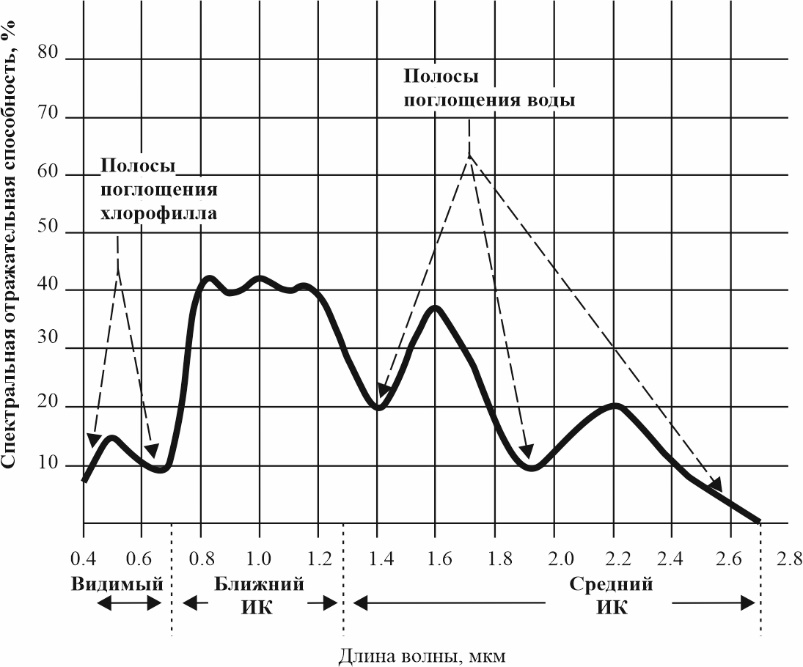 Спектральная отражательная способность, %
80
70
60
50
40
30
20
10
Полосы
поглощения воды
Полосы
поглощения
хлорофилла
0.4 0.6 0.8 1.0 1.2 1.4 1.6 1.8 2.0 2.2 2.4 2.6 2.8
Видимый Ближний Средний
ИК ИК
Длина волны, мкм